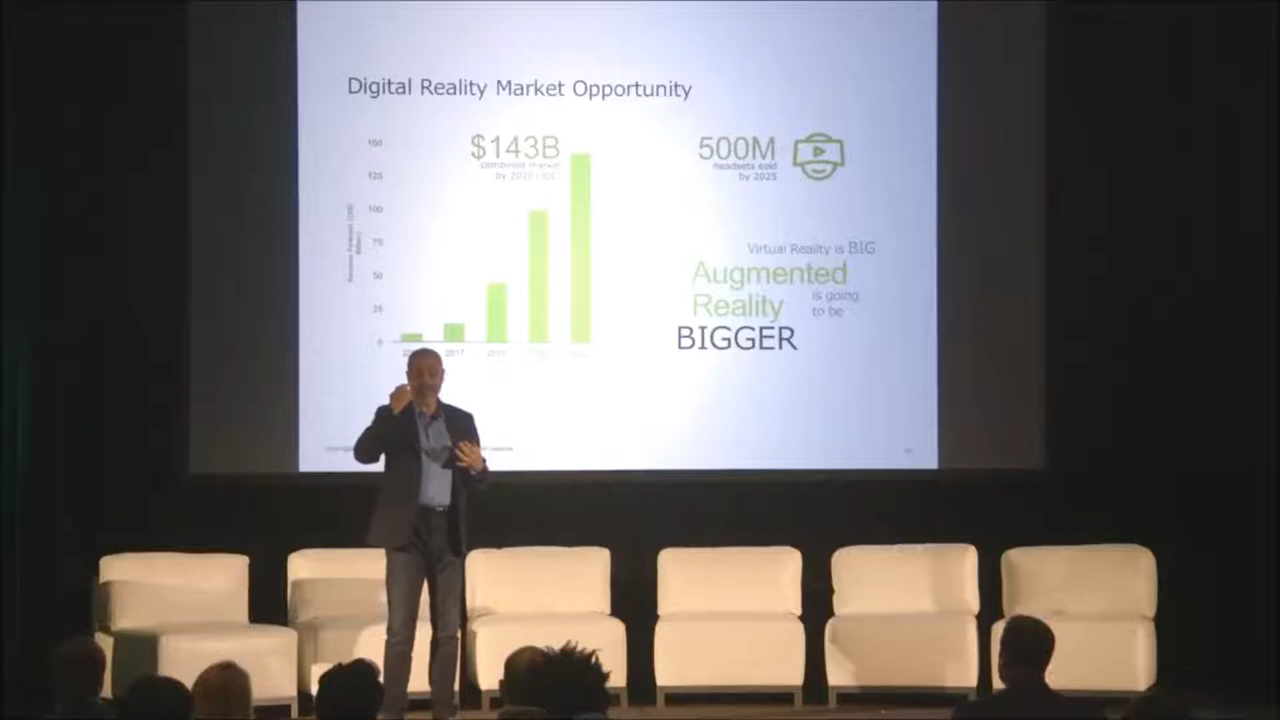 Digital Reality Market Opportunity
150
125
100
75
50
25
0
2017
$143B
combined market
500M
headsets sold
by 2025
Virtual Reality is BIG
Augmented
Reality
is going
to be
BIGGER